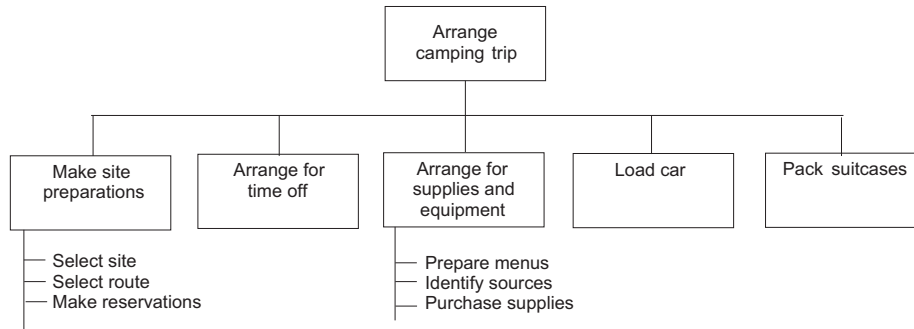 Arrange
camping trip
Make site
preparations
Arrange for
time off
Arrange for
supplies and
equipment
Load car
Pack suitcases
Select site
Select route
Make reservations
Prepare menus
Identify sources
Purchase supplies